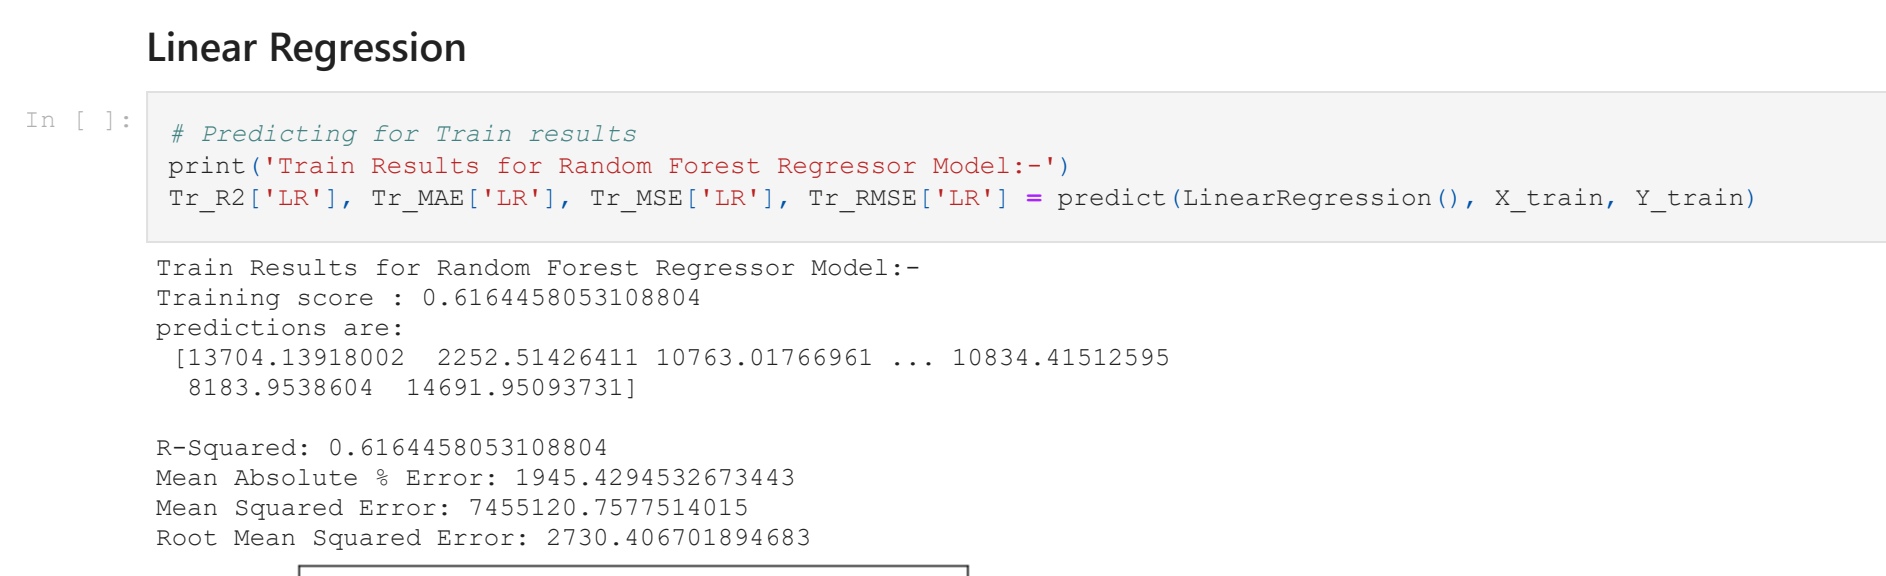 Linear Regression
In [ ]:
# Predicting for Train results
print('Train Results for Random Forest Regressor Model:-')
Tr_R2['LR'], Tr_MAE['LR'], Tr_MSE['LR'], Tr_RMSE['LR'] = predict(LinearRegression(), X_train, Y_train)
Train Results for Random Forest Regressor Model:-
Training score : 0.6164458053108804
predictions are:
[13704.13918002  2252.51426411 10763.01766961 ... 10834.41512595
8183.9538604  14691.95093731]
R-Squared: 0.6164458053108804
Mean Absolute % Error: 1945.4294532673443
Mean Squared Error: 7455120.7577514015
Root Mean Squared Error: 2730.406701894683